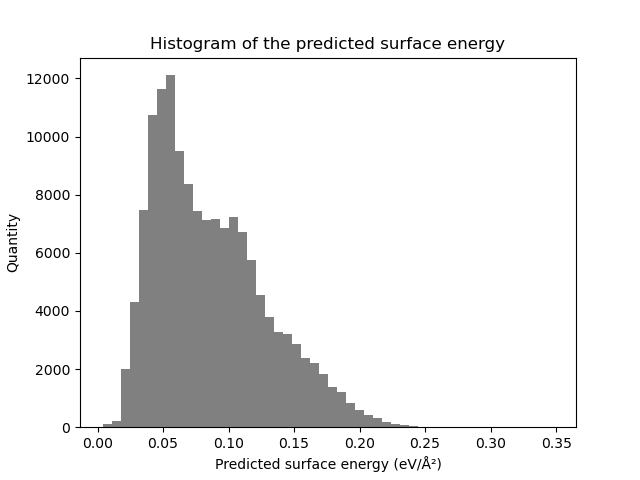 Histogram of the predicted surface energy
12000
10000
8000
6000
4000
2000
0
Quantity
0.00 0.05 0.10 0.15 0.20 0.25 0.30 0.35
Predicted surface energy (eV/Å²)